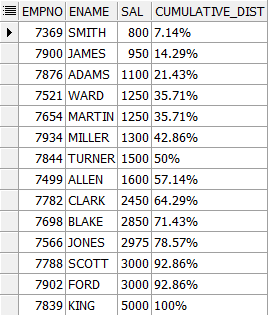 EMPNO ENAME SAL CUMULATIVE_DIST
7369 SMITH 800 7.14%
7900 JAMES 950 14.29%
7876 ADAMS 1100 21.43%
7521 WARD 1250 35.71%
7654 MARTIN 1250 35.71%
7934 MILLER 1300 42.86%
7844 TURNER 1500 50%
7499 ALLEN 1600 57.14%
7782 CLARK 2450 64.29%
7698 BLAKE 2850 71.43%
7566 JONES 2975 78.57%
7788 SCOTT 3000 92.86%
7902 FORD 3000 92.86%
7839 KING 5000 100%